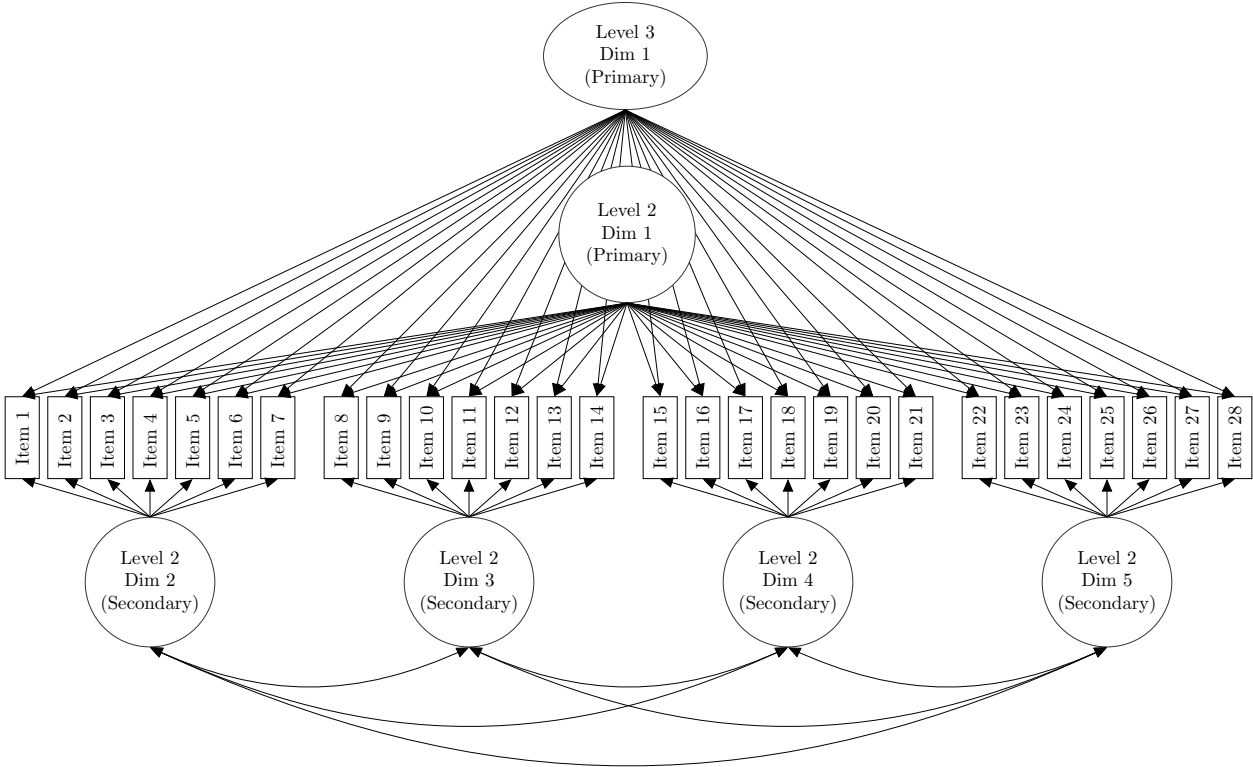 Level 3
Dim 1
(Primary)
Level 2
Dim 1
(Primary)
Item 1
Item 2
Item 3
Item 4
Item 5
Item 6
Item 7
Item 8
Item 9
Item 10
Item 11
Item 12
Item 13
Item 14
Item 15
Item 16
Item 17
Item 18
Item 19
Item 20
Item 21
Item 22
Item 23
Item 24
Item 25
Item 26
Item 27
Item 28
Level 2
Dim 2
(Secondary)
Level 2
Dim 3
(Secondary)
Level 2
Dim 4
(Secondary)
Level 2
Dim 5
(Secondary)